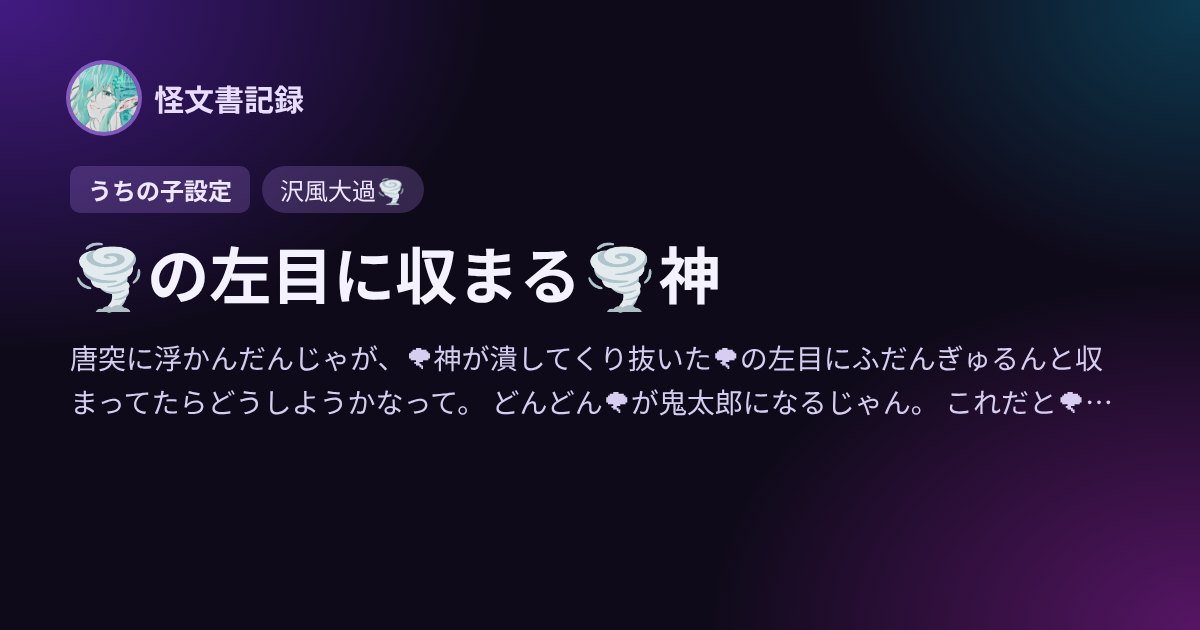 怪文書記録
うちの子設定
沢風大過🌪️
🌪️の左目に収まる🌪️神
唐突に浮かんだんじゃが、🌪神が潰してくり抜いた🌪の左目にふだんぎゅるんと収
まってたらどうしようかなって。 どんどん🌪が鬼太郎になるじゃん。 これだと🌪…